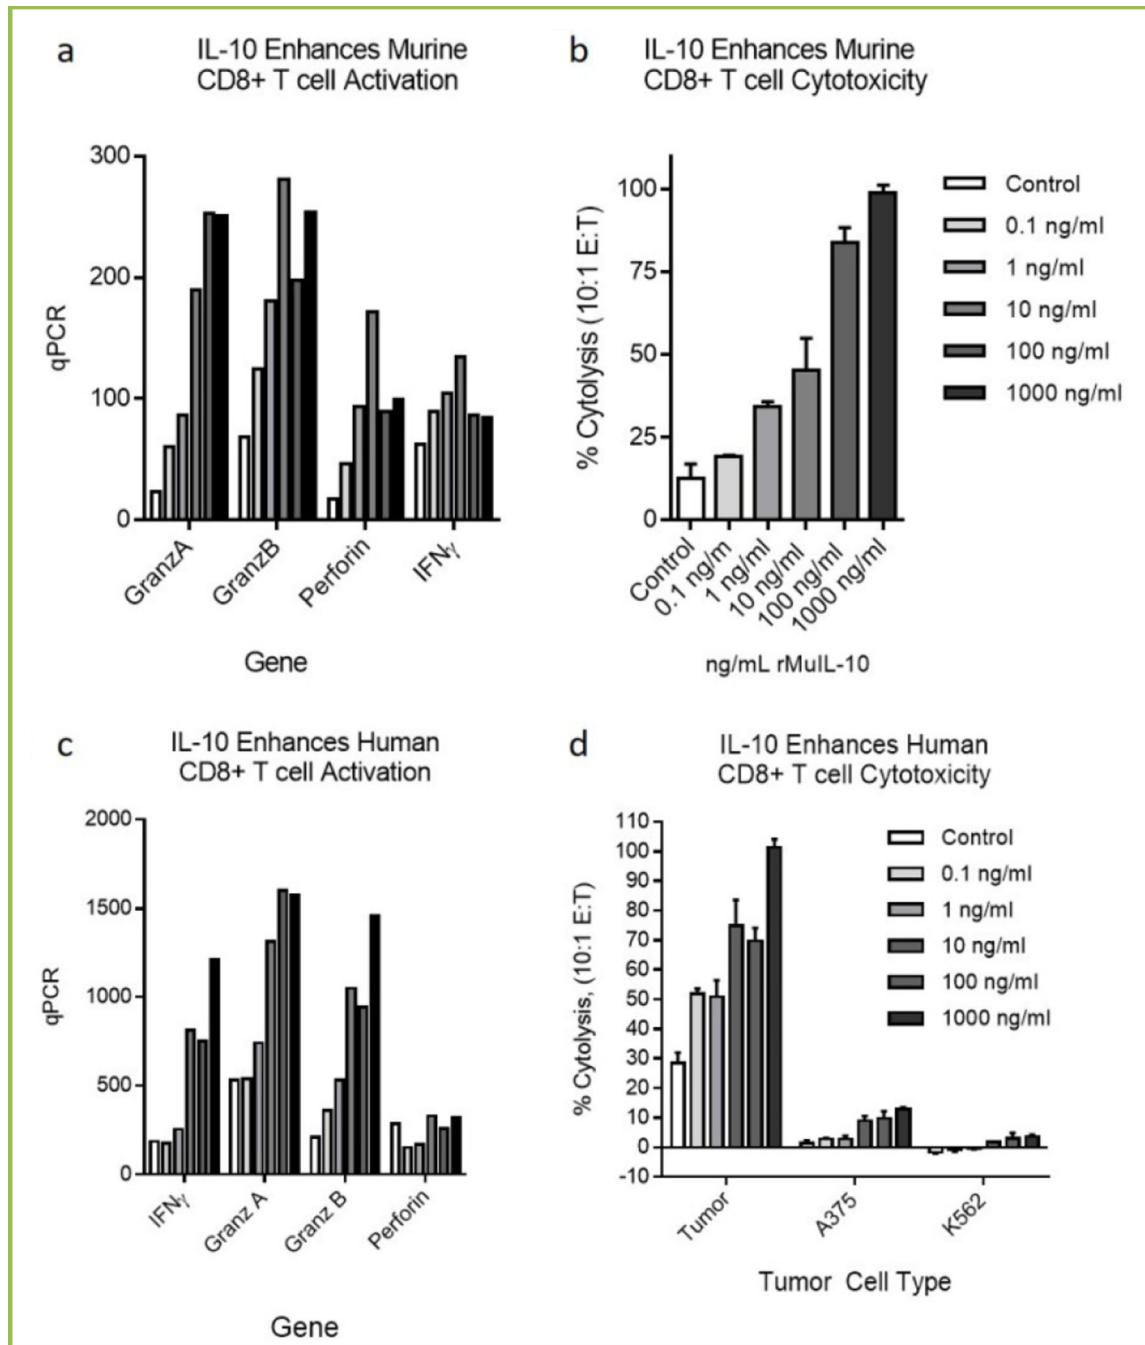 a
IL-10 Enhances Murine
CD8+ T cell Activation
300
200
100
0
qPCR
GranzA
GranzB
Perforin
IFNγ
Gene
b
IL-10 Enhances Murine
CD8+ T cell Cytotoxicity
100
75
50
25
0
% Cytolysis (10:1 E:T)
Control
0.1 ng/m
1 ng/ml
10 ng/ml
100 ng/ml
1000 ng/ml
ng/mL rMuIL-10
Control
0.1 ng/ml
1 ng/ml
10 ng/ml
100 ng/ml
1000 ng/ml
c
IL-10 Enhances Human
CD8+ T cell Activation
2000
1500
1000
500
0
qPCR
IFNγ
Granz A
Granz B
Perforin
Gene
d
IL-10 Enhances Human
CD8+ T cell Cytotoxicity
110
100
90
80
70
60
50
40
30
20
10
0
-10
% Cytolysis, (10:1 E:T)
Control
0.1 ng/ml
1 ng/ml
10 ng/ml
100 ng/ml
1000 ng/ml
Tumor
A375
K562
Tumor Cell Type